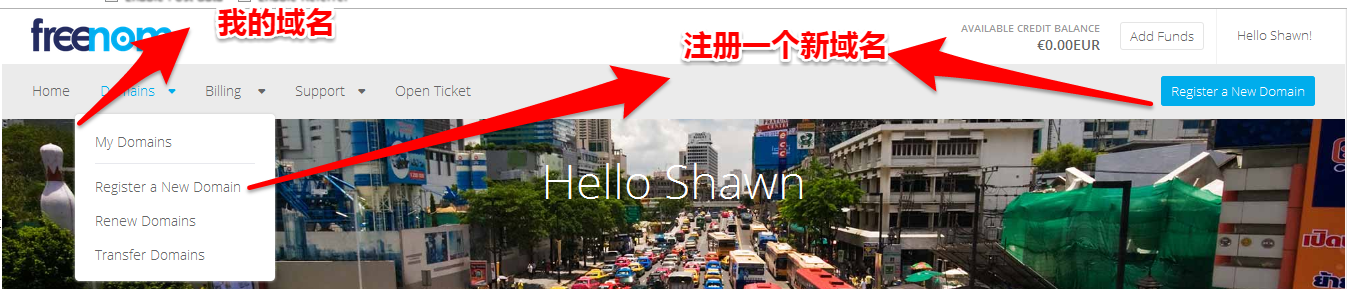 我的域名
freenom
注册一个新域名
AVAILABLE CREDIT BALANCE
€0.00EUR
Add Funds
Hello Shawn!
Home
Domains
Billing
Support
Open Ticket
Register a New Domain
My Domains
Register a New Domain
Renew Domains
Transfer Domains
Hello Shawn